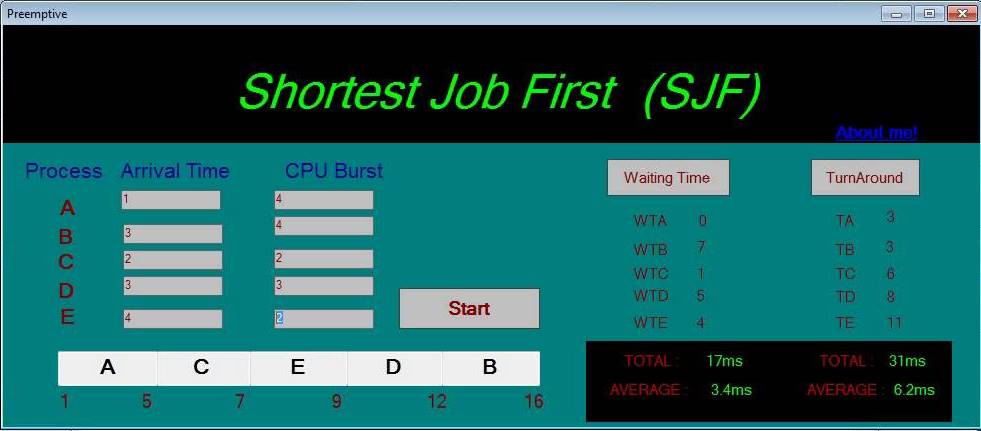 Preemptive
Shortest Job First (SJF)
About me!
Process Arrival Time CPU Burst Waiting Time TurnAround
A 1 4 WTA 0 TA 3
B 3 4 WTB 7 TB 3
C 2 2 WTC 1 TC 6
D 3 3 WTD 5 TD 8
E 4 2 WTE 4 TE 11
Start
A C E D B
1 5 7 9 12 16
TOTAL : 17ms TOTAL : 31ms
AVERAGE : 3.4ms AVERAGE : 6.2ms